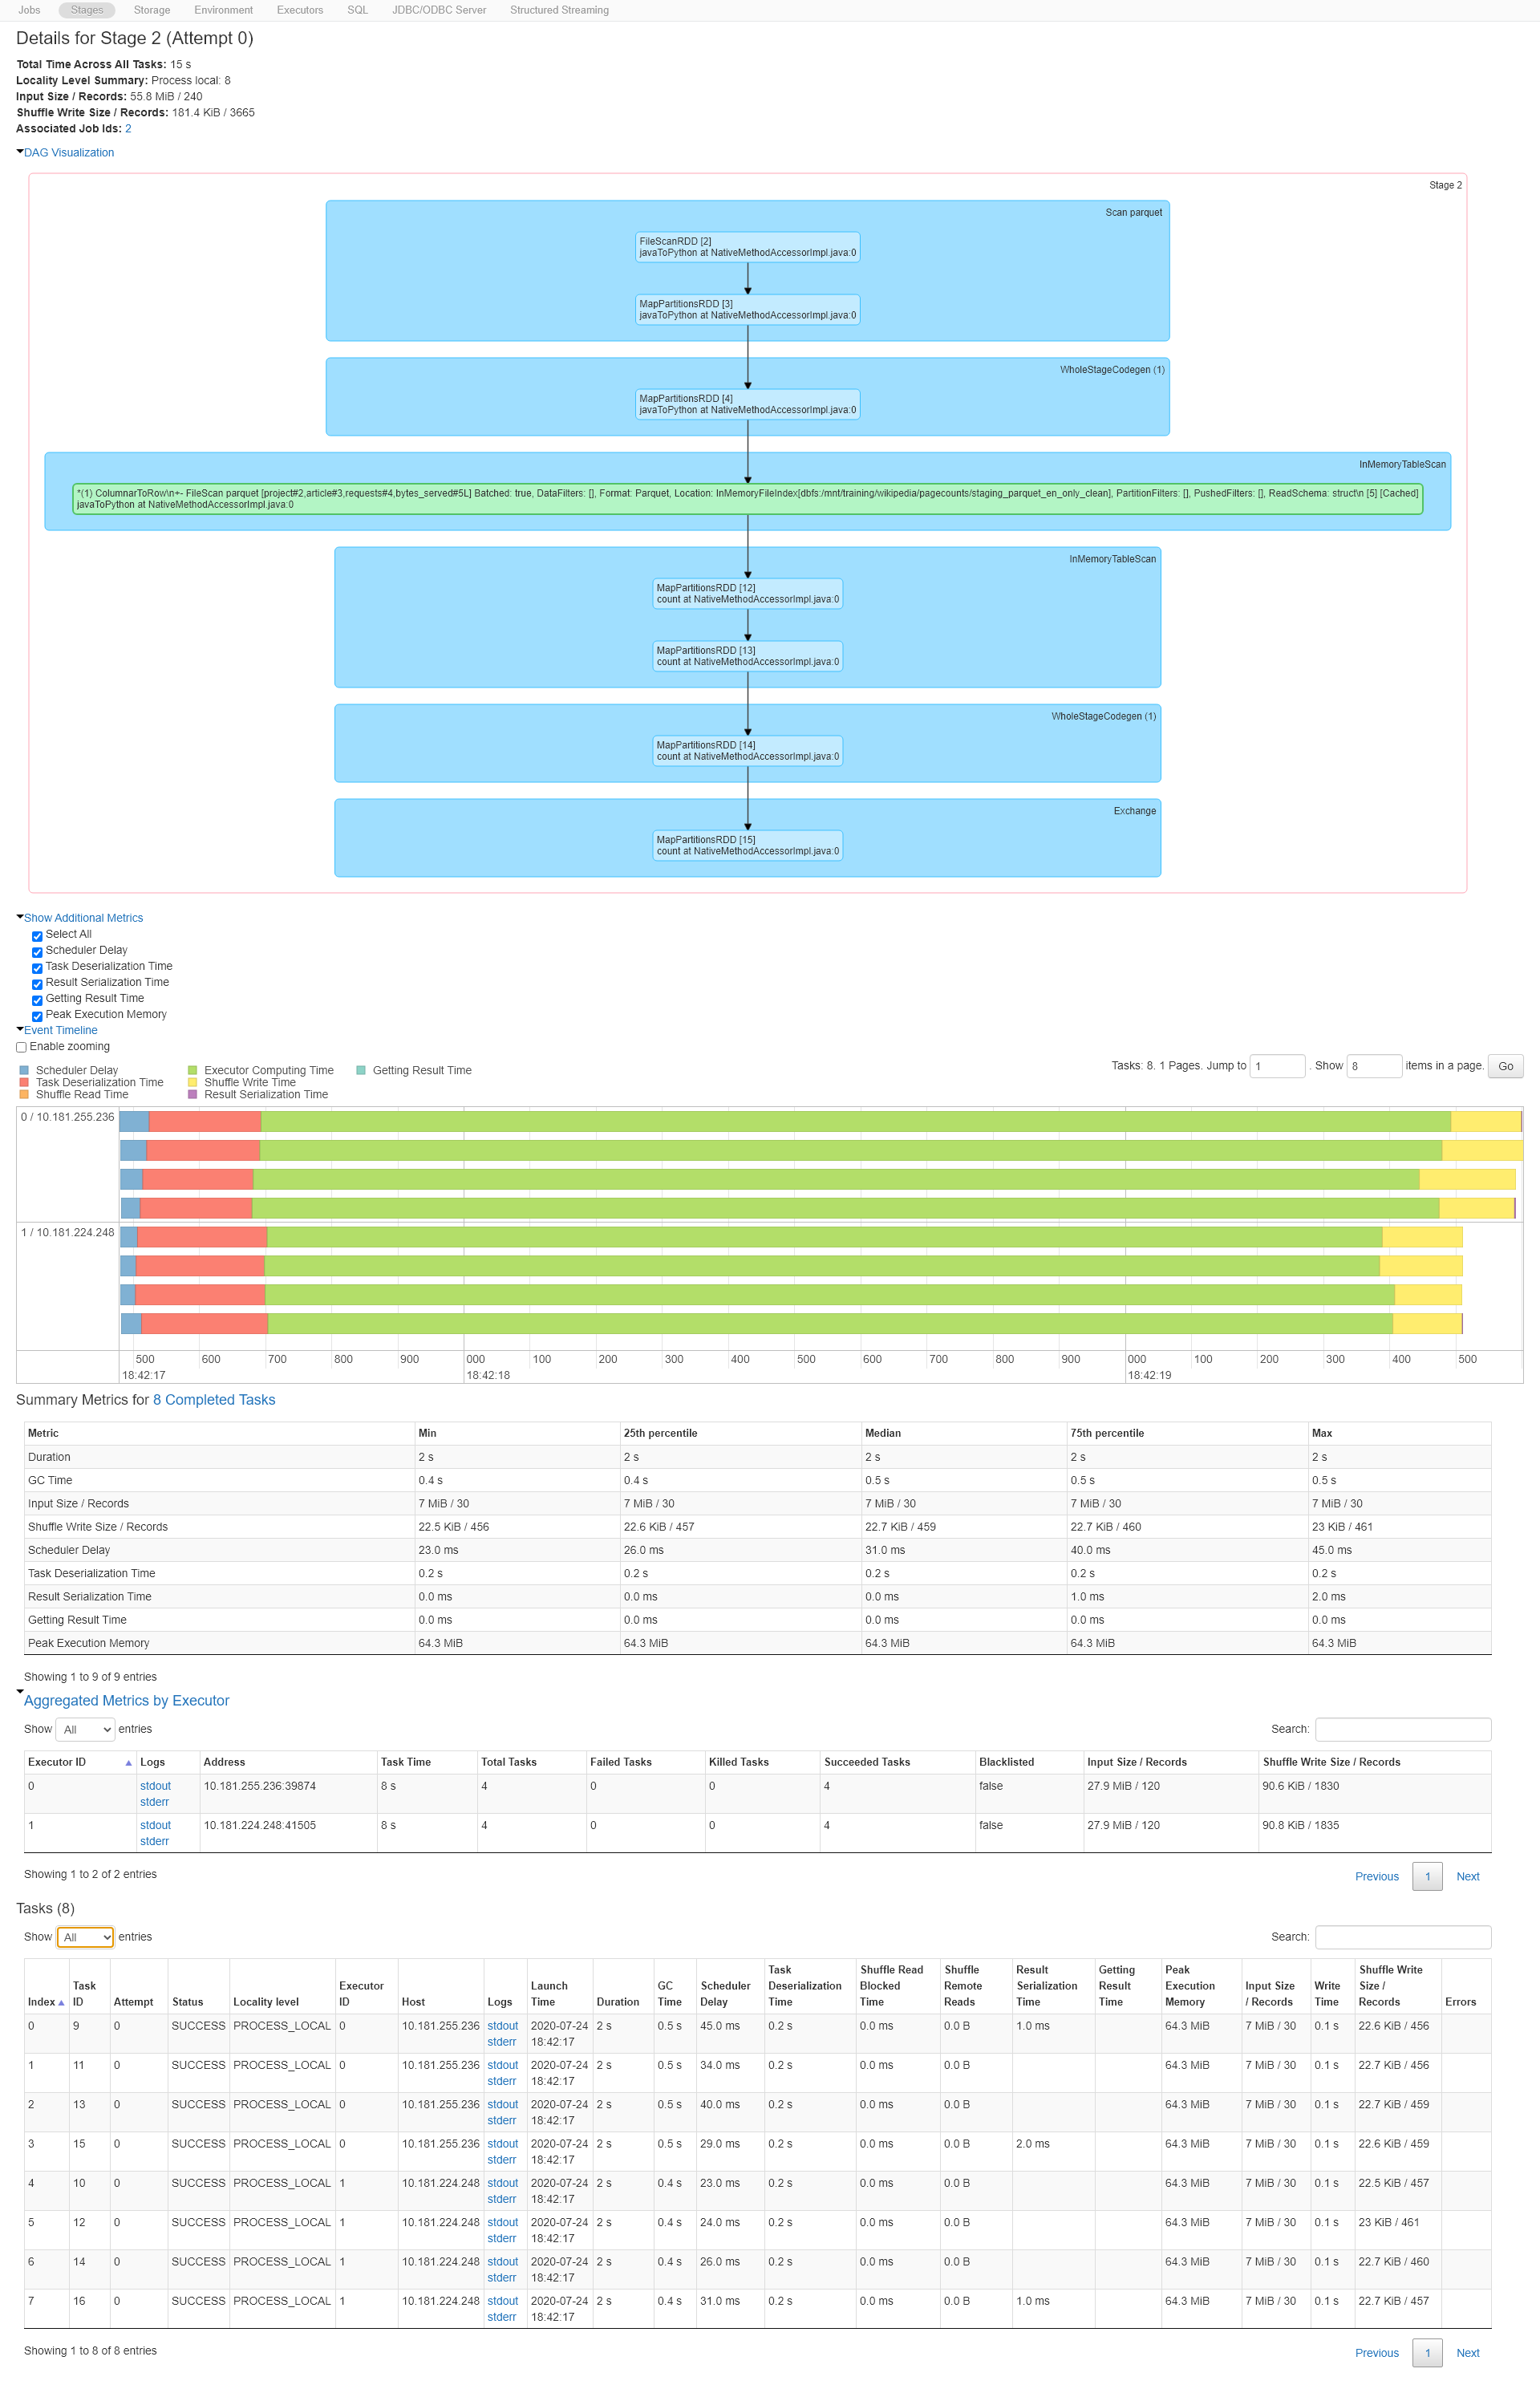 Jobs Stages Storage Environment Executors SQL JDBC/ODBC Server Structured Streaming
Details for Stage 2 (Attempt 0)
Total Time Across All Tasks: 15 s
Locality Level Summary: Process local: 8
Input Size / Records: 55.8 MiB / 240
Shuffle Write Size / Records: 181.4 KiB / 3665
Associated Job Ids: 2
DAG Visualization
Stage 2
Scan parquet
FileScanRDD [2]
javaToPython at NativeMethodAccessorImpl.java:0
MapPartitionsRDD [3]
javaToPython at NativeMethodAccessorImpl.java:0
WholeStageCodegen (1)
MapPartitionsRDD [4]
javaToPython at NativeMethodAccessorImpl.java:0
InMemoryTableScan
*(1) ColumnarToRow\n+- FileScan parquet [project#2,article#3,requests#4,bytes_served#5L] Batched: true, DataFilters: [], Format: Parquet, Location: InMemoryFileIndex[dbfs:/mnt/training/wikipedia/pagecounts/staging_parquet_en_only_clean], PartitionFilters: [], PushedFilters: [], ReadSchema: struct\n [5] [Cached]
javaToPython at NativeMethodAccessorImpl.java:0
InMemoryTableScan
MapPartitionsRDD [12]
count at NativeMethodAccessorImpl.java:0
MapPartitionsRDD [13]
count at NativeMethodAccessorImpl.java:0
WholeStageCodegen (1)
MapPartitionsRDD [14]
count at NativeMethodAccessorImpl.java:0
Exchange
MapPartitionsRDD [15]
count at NativeMethodAccessorImpl.java:0
Show Additional Metrics
Select All
Scheduler Delay
Task Deserialization Time
Result Serialization Time
Getting Result Time
Peak Execution Memory
Event Timeline
Enable zooming
Tasks: 8. 1 Pages. Jump to 1 . Show 8 items in a page. Go
Scheduler Delay Executor Computing Time Getting Result Time
Task Deserialization Time Shuffle Write Time
Shuffle Read Time Result Serialization Time
0 / 10.181.255.236
1 / 10.181.224.248
500 600 700 800 900 000 100 200 300 400 500 600 700 800 900 000 100 200 300 400 500
18:42:17 18:42:18 18:42:19
Summary Metrics for 8 Completed Tasks
Metric Min 25th percentile Median 75th percentile Max
Duration 2 s 2 s 2 s 2 s 2 s
GC Time 0.4 s 0.4 s 0.5 s 0.5 s 0.5 s
Input Size / Records 7 MiB / 30 7 MiB / 30 7 MiB / 30 7 MiB / 30 7 MiB / 30
Shuffle Write Size / Records 22.5 KiB / 456 22.6 KiB / 457 22.7 KiB / 459 22.7 KiB / 460 23 KiB / 461
Scheduler Delay 23.0 ms 26.0 ms 31.0 ms 40.0 ms 45.0 ms
Task Deserialization Time 0.2 s 0.2 s 0.2 s 0.2 s 0.2 s
Result Serialization Time 0.0 ms 0.0 ms 0.0 ms 1.0 ms 2.0 ms
Getting Result Time 0.0 ms 0.0 ms 0.0 ms 0.0 ms 0.0 ms
Peak Execution Memory 64.3 MiB 64.3 MiB 64.3 MiB 64.3 MiB 64.3 MiB
Showing 1 to 9 of 9 entries
Aggregated Metrics by Executor
Show All entries Search:
Executor ID Logs Address Task Time Total Tasks Failed Tasks Killed Tasks Succeeded Tasks Blacklisted Input Size / Records Shuffle Write Size / Records
0 stdout 10.181.255.236:39874 8 s 4 0 0 4 false 27.9 MiB / 120 90.6 KiB / 1830
stderr
1 stdout 10.181.224.248:41505 8 s 4 0 0 4 false 27.9 MiB / 120 90.8 KiB / 1835
stderr
Showing 1 to 2 of 2 entries Previous 1 Next
Tasks (8)
Show All entries Search:
Task Shuffle Read Shuffle Result Getting Peak Shuffle Write
Task Executor Launch GC Scheduler Deserialization Blocked Remote Serialization Result Execution Input Size Write Size /
Index ID Attempt Status Locality level ID Host Logs Time Duration Time Delay Time Time Reads Time Time Memory / Records Time Records Errors
0 9 0 SUCCESS PROCESS_LOCAL 0 10.181.255.236 stdout 2020-07-24 2 s 0.5 s 45.0 ms 0.2 s 0.0 ms 0.0 B 1.0 ms 64.3 MiB 7 MiB / 30 0.1 s 22.6 KiB / 456
stderr 18:42:17
1 11 0 SUCCESS PROCESS_LOCAL 0 10.181.255.236 stdout 2020-07-24 2 s 0.5 s 34.0 ms 0.2 s 0.0 ms 0.0 B 64.3 MiB 7 MiB / 30 0.1 s 22.7 KiB / 456
stderr 18:42:17
2 13 0 SUCCESS PROCESS_LOCAL 0 10.181.255.236 stdout 2020-07-24 2 s 0.5 s 40.0 ms 0.2 s 0.0 ms 0.0 B 64.3 MiB 7 MiB / 30 0.1 s 22.7 KiB / 459
stderr 18:42:17
3 15 0 SUCCESS PROCESS_LOCAL 0 10.181.255.236 stdout 2020-07-24 2 s 0.5 s 29.0 ms 0.2 s 0.0 ms 0.0 B 2.0 ms 64.3 MiB 7 MiB / 30 0.1 s 22.6 KiB / 459
stderr 18:42:17
4 10 0 SUCCESS PROCESS_LOCAL 1 10.181.224.248 stdout 2020-07-24 2 s 0.4 s 23.0 ms 0.2 s 0.0 ms 0.0 B 64.3 MiB 7 MiB / 30 0.1 s 22.5 KiB / 457
stderr 18:42:17
5 12 0 SUCCESS PROCESS_LOCAL 1 10.181.224.248 stdout 2020-07-24 2 s 0.4 s 24.0 ms 0.2 s 0.0 ms 0.0 B 64.3 MiB 7 MiB / 30 0.1 s 23 KiB / 461
stderr 18:42:17
6 14 0 SUCCESS PROCESS_LOCAL 1 10.181.224.248 stdout 2020-07-24 2 s 0.4 s 26.0 ms 0.2 s 0.0 ms 0.0 B 64.3 MiB 7 MiB / 30 0.1 s 22.7 KiB / 460
stderr 18:42:17
7 16 0 SUCCESS PROCESS_LOCAL 1 10.181.224.248 stdout 2020-07-24 2 s 0.4 s 31.0 ms 0.2 s 0.0 ms 0.0 B 1.0 ms 64.3 MiB 7 MiB / 30 0.1 s 22.7 KiB / 457
stderr 18:42:17
Showing 1 to 8 of 8 entries Previous 1 Next